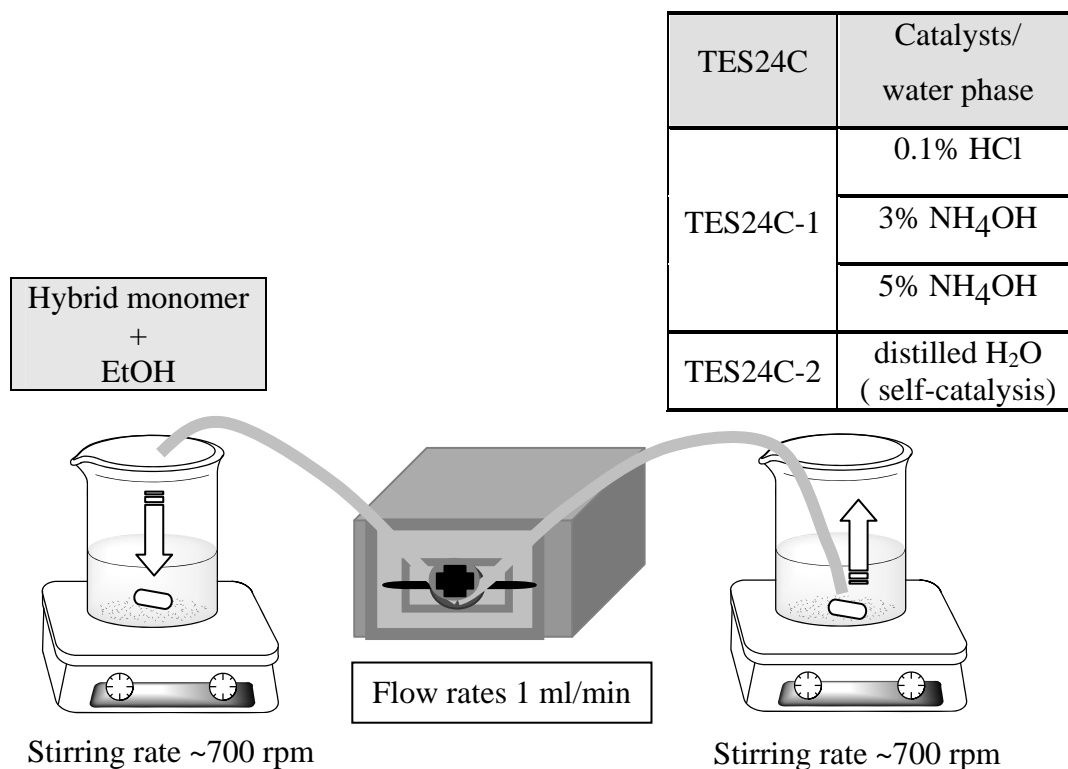 TES24C
Catalysts/
water phase
TES24C-1
0.1% HCl
3% NH4OH
5% NH4OH
TES24C-2
distilled H2O
( self-catalysis)
Hybrid monomer
+
EtOH
Flow rates 1 ml/min
Stirring rate ~700 rpm
Stirring rate ~700 rpm